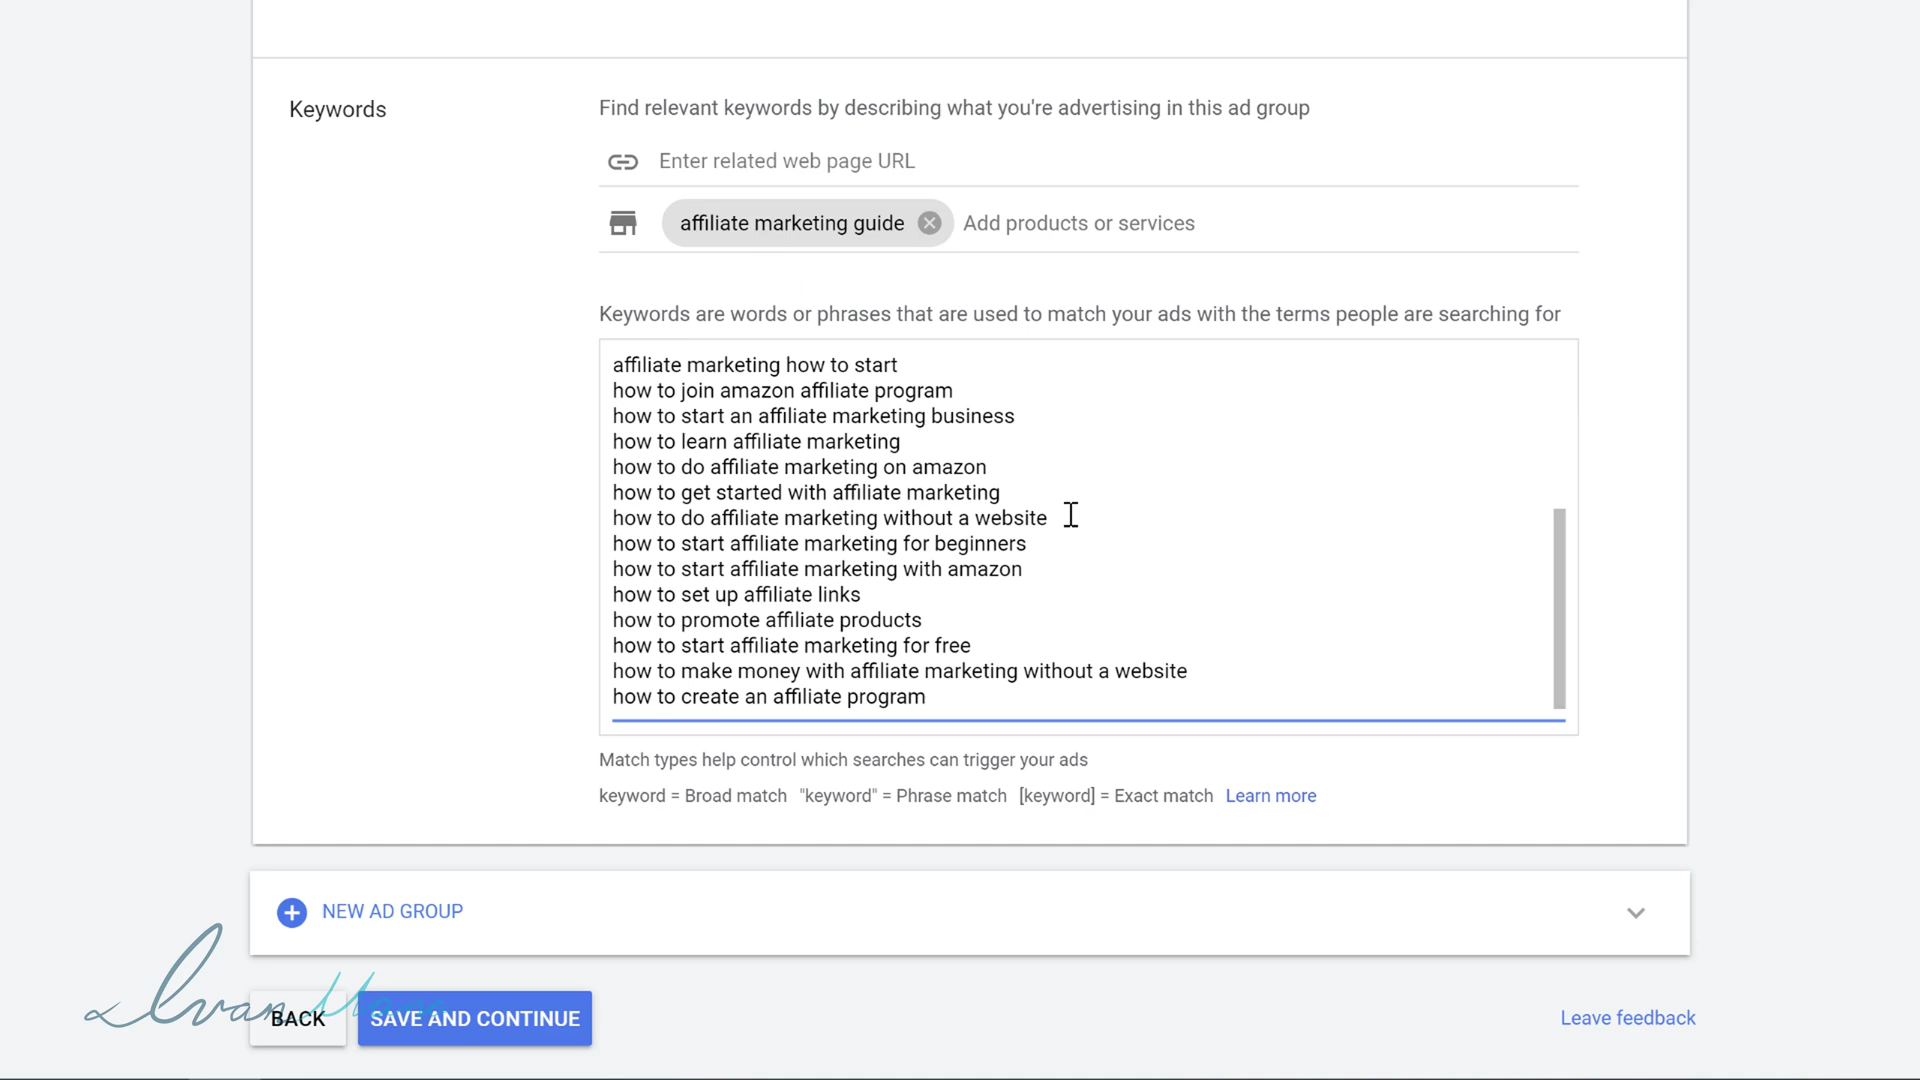 Keywords
Find relevant keywords by describing what you're advertising in this ad group
Enter related web page URL
affiliate marketing guide Add products or services
Keywords are words or phrases that are used to match your ads with the terms people are searching for
affiliate marketing how to start
how to join amazon affiliate program
how to start an affiliate marketing business
how to learn affiliate marketing
how to do affiliate marketing on amazon
how to get started with affiliate marketing
how to do affiliate marketing without a website
how to start affiliate marketing for beginners
how to start affiliate marketing with amazon
how to set up affiliate links
how to promote affiliate products
how to start affiliate marketing for free
how to make money with affiliate marketing without a website
how to create an affiliate program
Match types help control which searches can trigger your ads
keyword = Broad match "keyword" = Phrase match [keyword] = Exact match Learn more
NEW AD GROUP
Ivan
BACK SAVE AND CONTINUE
Leave feedback